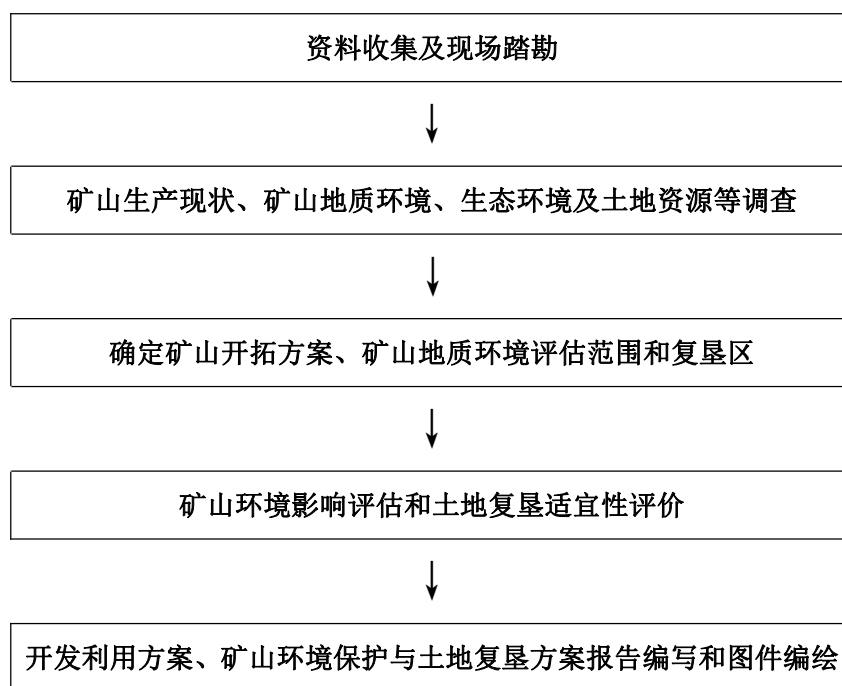 资料收集及现场踏勘
矿山生产现状、矿山地质环境、生态环境及土地资源等调查
确定矿山开拓方案、矿山地质环境评估范围和复垦区
矿山环境影响评估和土地复垦适宜性评价
开发利用方案、矿山环境保护与土地复垦方案报告编写和图件编绘